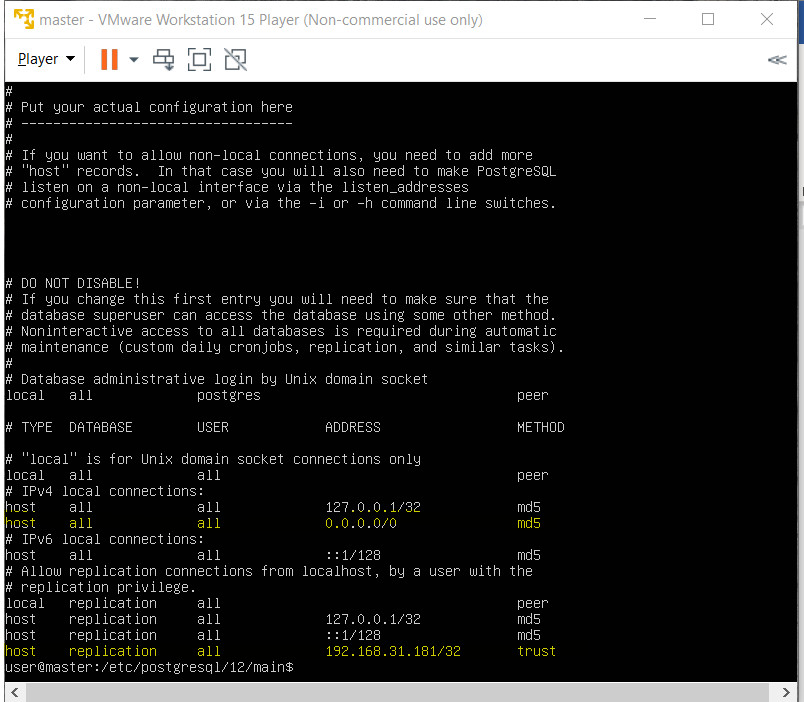 master - VMware Workstation 15 Player (Non-commercial use only)
Player
#
# Put your actual configuration here
# ----------------------------------
#
# If you want to allow non-local connections, you need to add more
# "host" records.  In that case you will also need to make PostgreSQL
# listen on a non-local interface via the listen_addresses
# configuration parameter, or via the -i or -h command line switches.
# DO NOT DISABLE!
# If you change this first entry you will need to make sure that the
# database superuser can access the database using some other method.
# Noninteractive access to all databases is required during automatic
# maintenance (custom daily cronjobs, replication, and similar tasks).
#
# Database administrative login by Unix domain socket
local   all             postgres                                peer
# TYPE  DATABASE        USER            ADDRESS                 METHOD
# "local" is for Unix domain socket connections only
local   all             all                                     peer
# IPv4 local connections:
host    all             all             127.0.0.1/32            md5
host    all             all             0.0.0.0/0               md5
# IPv6 local connections:
host    all             all             ::1/128                 md5
# Allow replication connections from localhost, by a user with the
# replication privilege.
local   replication     all                                     peer
host    replication     all             127.0.0.1/32            md5
host    replication     all             ::1/128                 md5
host    replication     all             192.168.31.181/32       trust
user@master:/etc/postgresql/12/main$